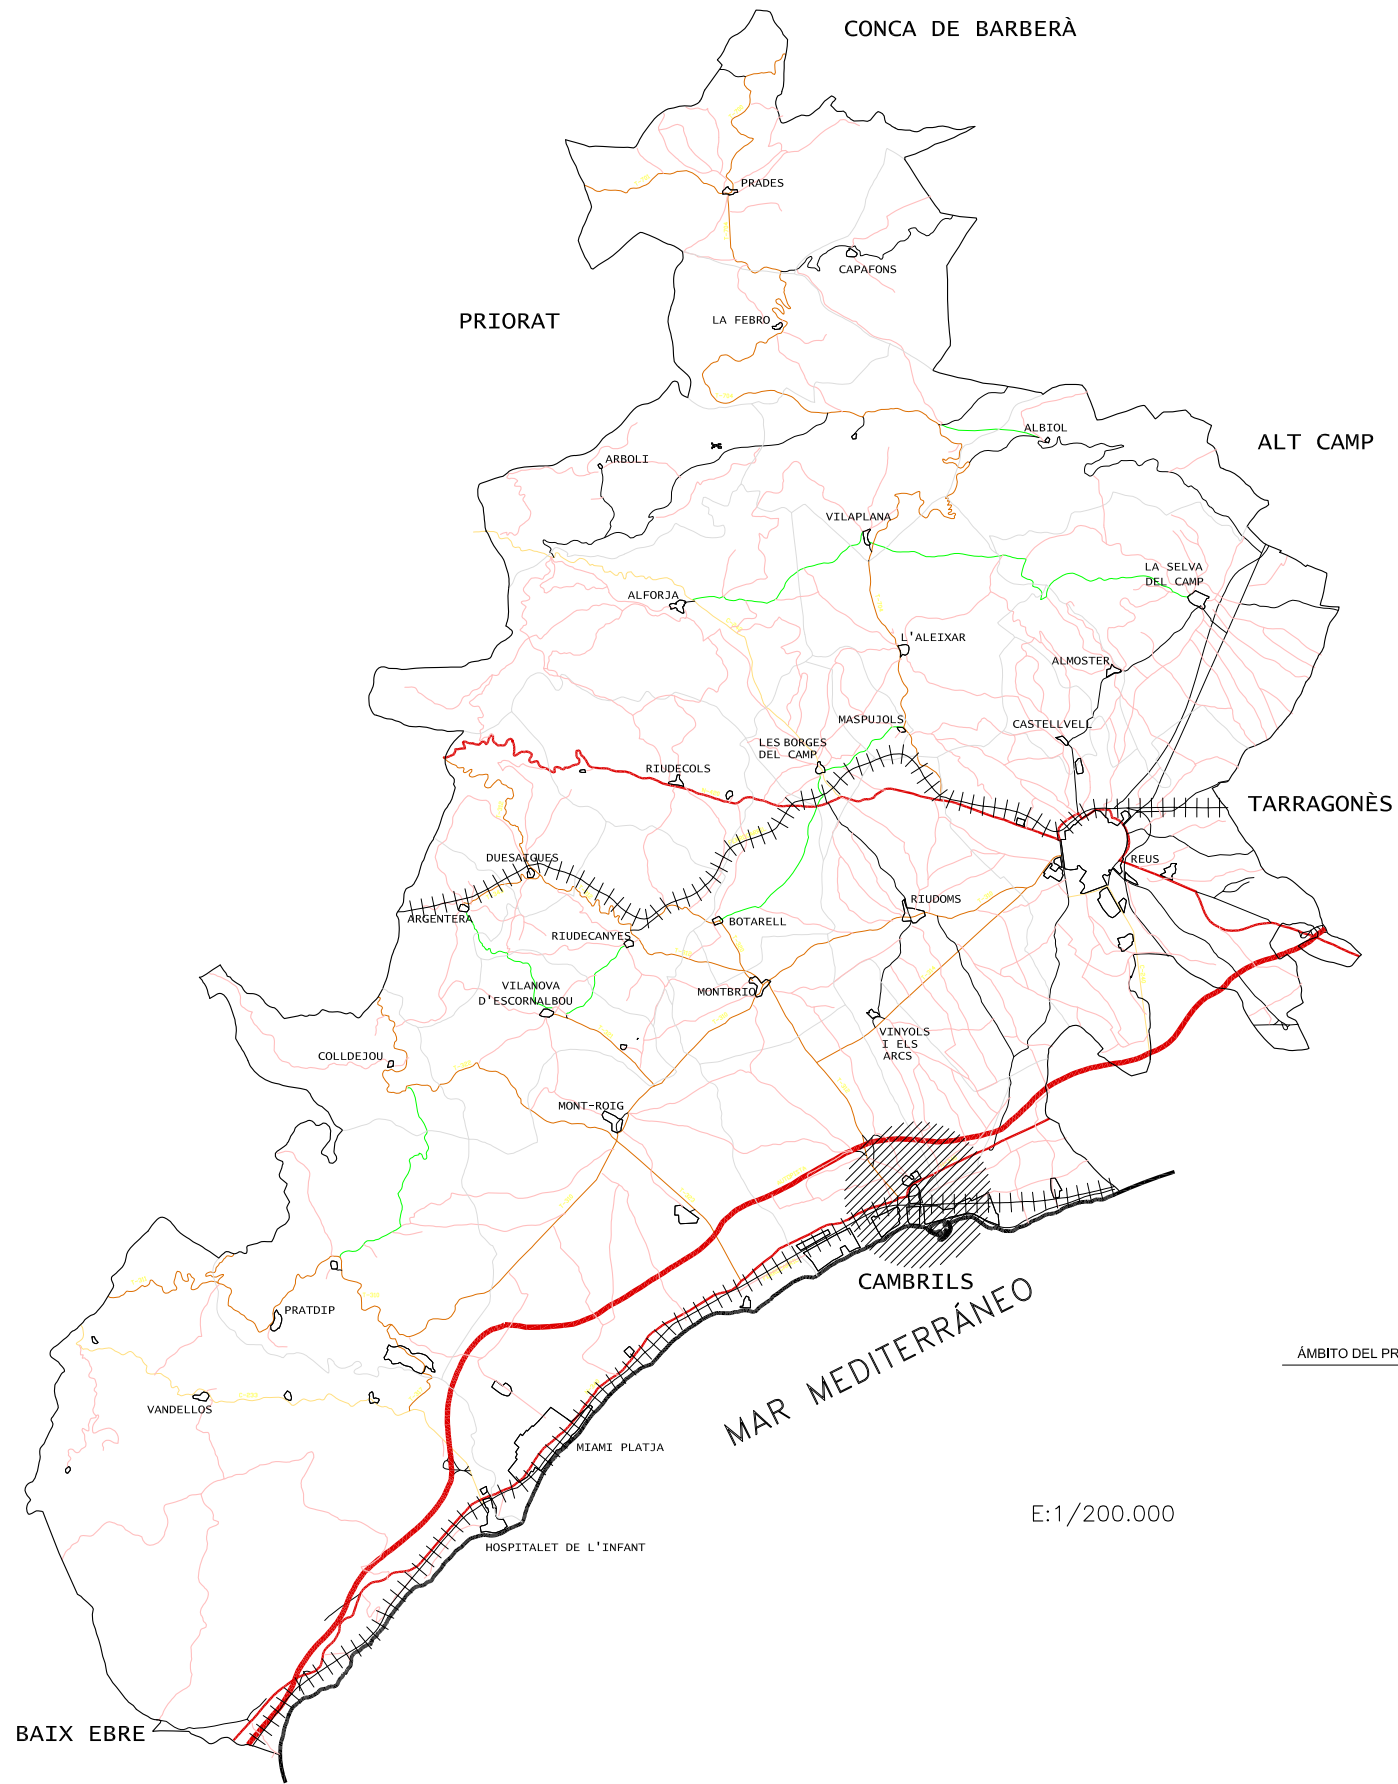 CONCA DE BARBERÀ
PRADES
CAPAFONS
PRIORAT
LA FEBRO
ALBIOL
ALT CAMP
ARBOLI
VILAPLANA
LA SELVA
DEL CAMP
ALFORJA
L'ALEIXAR
ALMOSTER
MASPUJOLS
CASTELLVELL
LES BORGES
DEL CAMP
RIUDECOLS
TARRAGONÈS
DUESAIGUES
REUS
RIUDOMS
ARGENTERA
BOTARELL
RIUDECANYES
VILANOVA
D'ESCORNALBOU
MONTBRIO
VINYOLS
I ELS
ARCS
COLLDEJOU
MONT-ROIG
CAMBRILS
PRATDIP
MAR MEDITERRÁNEO
ÁMBITO DEL PR
VANDELLOS
MIAMI PLATJA
E:1/200.000
HOSPITALET DE L'INFANT
BAIX EBRE